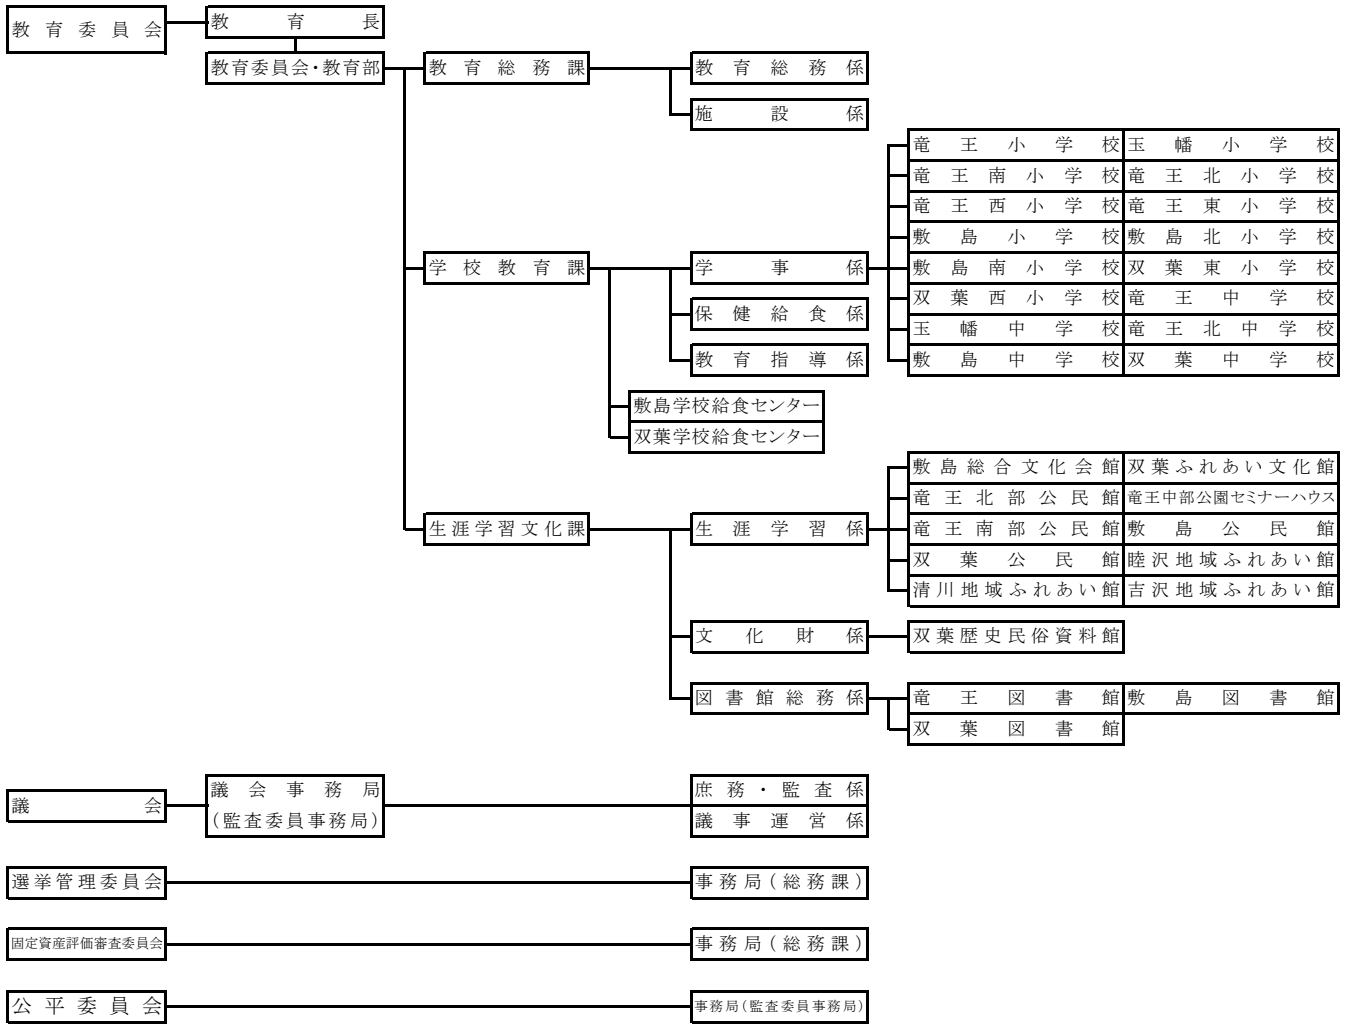 教育委員会
教育長
教育委員会・教育部
教育総務課
教育総務係
施設係
竜王小学校 玉幡小学校
竜王南小学校 竜王北小学校
竜王西小学校 竜王東小学校
敷島小学校 敷島北小学校
学校教育課
学事係
敷島南小学校 双葉東小学校
双葉西小学校 竜王中学校
保健給食係
玉幡中学校 竜王北中学校
教育指導係
敷島中学校 双葉中学校
敷島学校給食センター
双葉学校給食センター
敷島総合文化会館 双葉ふれあい文化館
竜王北部公民館 竜王中部公園セミナーハウス
生涯学習文化課
生涯学習係
竜王南部公民館 敷島公民館
双葉公民館 睦沢地域ふれあい館
清川地域ふれあい館 吉沢地域ふれあい館
文化財係
双葉歴史民俗資料館
図書館総務係
竜王図書館 敷島図書館
双葉図書館
議会
議会事務局
(監査委員事務局)
庶務・監査係
議事運営係
選挙管理委員会
事務局(総務課)
固定資産評価審査委員会
事務局(総務課)
公平委員会
事務局(監査委員事務局)